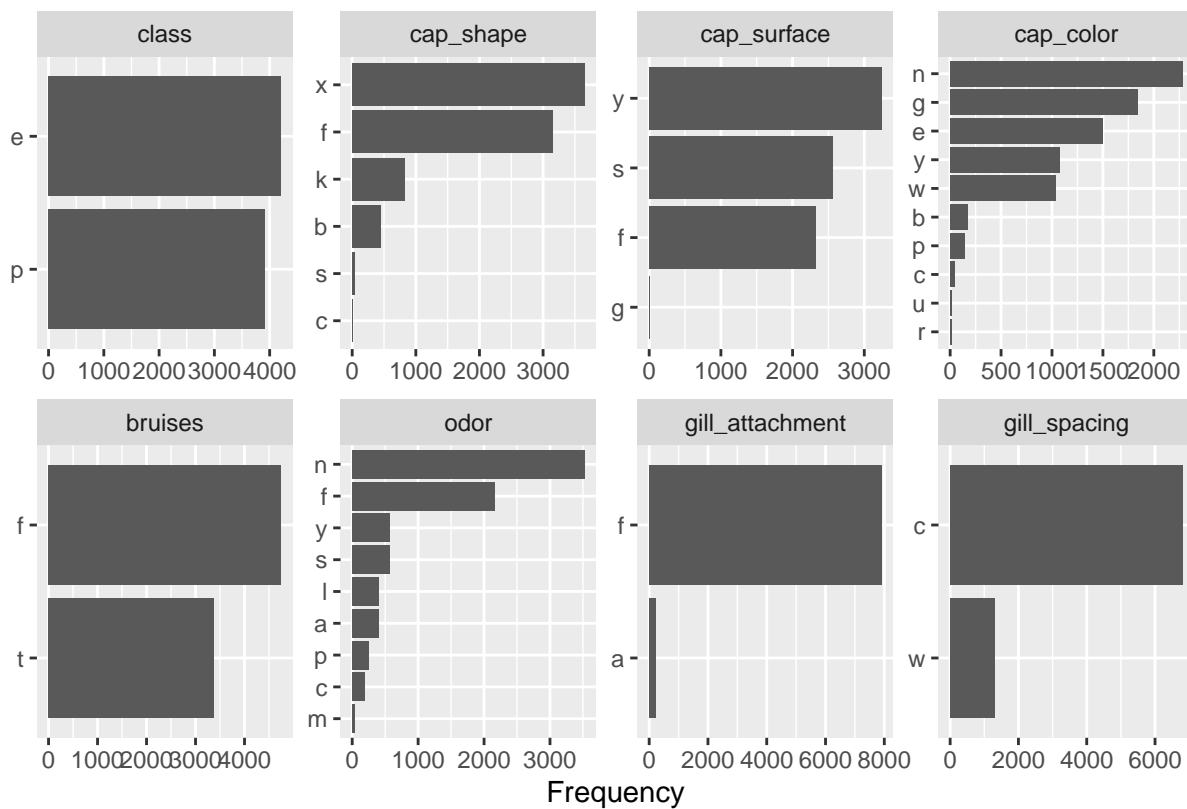 class cap_shape cap_surface cap_color
e
p
0 1000 2000 3000 4000
x
f
k
b
s
c
0 1000 2000 3000
y
s
f
g
0 1000 2000 3000
n
g
e
y
w
b
p
c
u
r
0 500 1000 1500 2000
bruises odor gill_attachment gill_spacing
f
t
0 1000 2000 3000 4000
n
f
y
s
l
a
p
c
m
0 1000 2000 3000
f
a
0 2000 4000 6000 8000
c
w
0 2000 4000 6000
Frequency